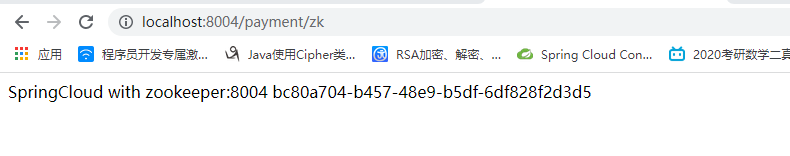 localhost:8004/payment/zk
应用 程序员开发专属激... Java使用Cipher类... RSA加密、解密、... Spring Cloud Con... 2020考研数学二真
SpringCloud with zookeeper:8004 bc80a704-b457-48e9-b5df-6df828f2d3d5